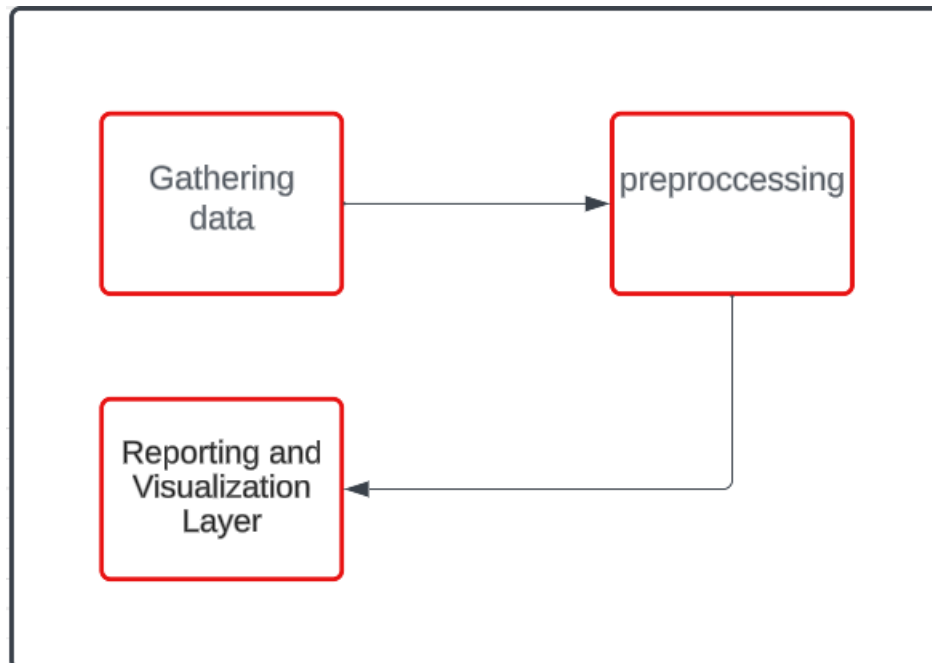 Gathering
data
preproccessing
Reporting and
Visualization
Layer